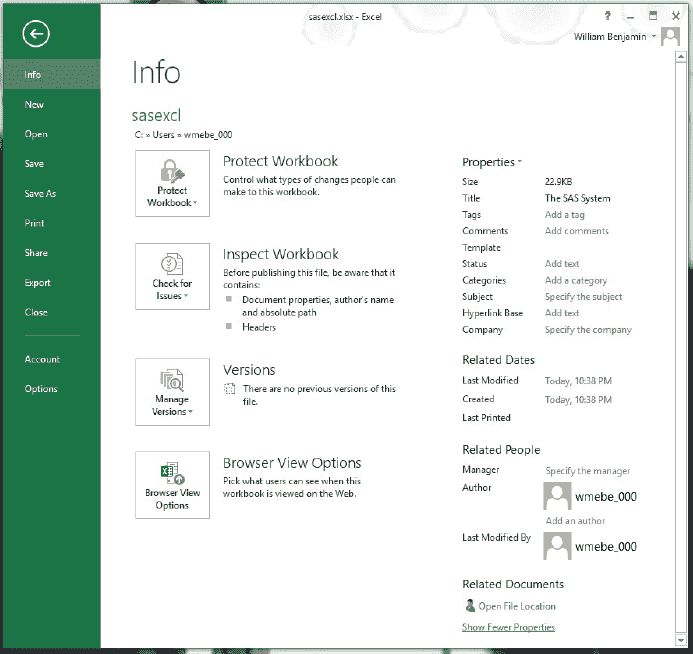 sasexcl.xlsx - Excel
?
William Benjamin
Info
New
Open
Save
Save As
Print
Share
Export
Close
Account
Options
Info
sasexcl
C: » Users » wmebe_000
Protect
Workbook
Protect Workbook
Control what types of changes people can
make to this workbook.
Check for
Issues
Inspect Workbook
Before publishing this file, be aware that it
contains:
Document properties, author's name
and absolute path
Headers
Manage
Versions
Versions
There are no previous versions of this
file.
Browser View
Options
Browser View Options
Pick what users can see when this
workbook is viewed on the Web.
Properties
Size 22.9KB
Title The SAS System
Tags Add a tag
Comments Add comments
Template
Status Add text
Categories Add a category
Subject Specify the subject
Hyperlink Base Add text
Company Specify the company
Related Dates
Last Modified Today, 10:38 PM
Created Today, 10:38 PM
Last Printed
Related People
Manager Specify the manager
Author wmebe_000
Add an author
Last Modified By wmebe_000
Related Documents
Open File Location
Show Fewer Properties